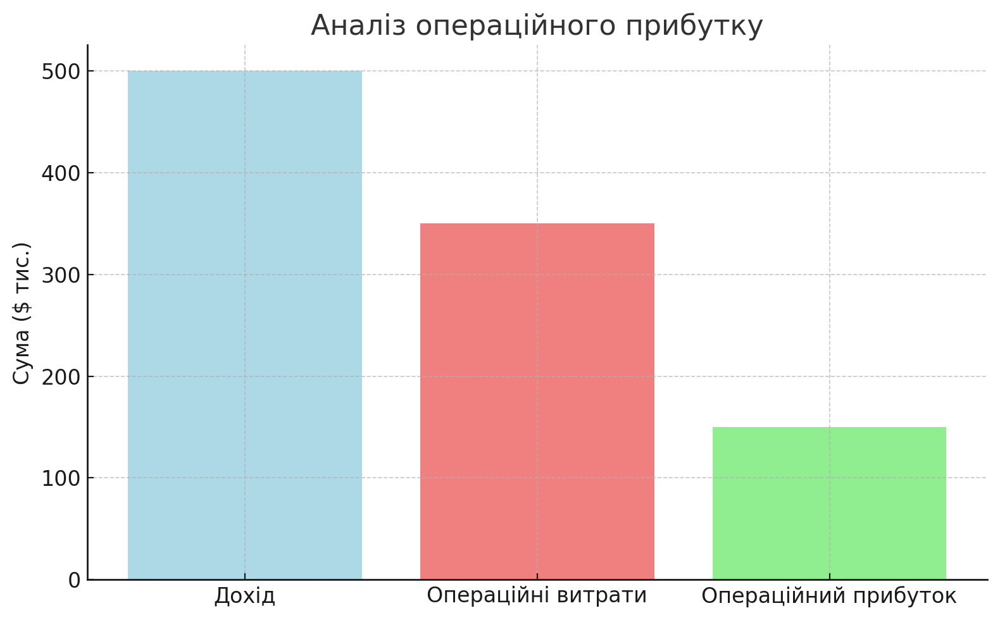 Аналіз операційного прибутку
Сума ($ тис.)
500
400
300
200
100
0
Дохід
Операційні витрати
Операційний прибуток